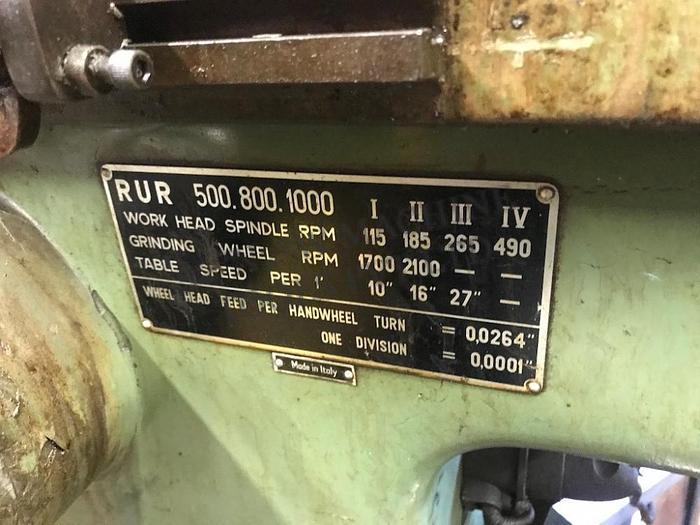 RUR 500.800.1000 I II III IV
WORK HEAD SPINDLE RPM 115 185 265 490
GRINDING WHEEL RPM 1700 2100 — —
TABLE SPEED PER 1' 10" 16" 27" —
WHEEL HEAD FEED PER HANDWHEEL TURN = 0,0264"
ONE DIVISION = 0,0001"
Made in Italy